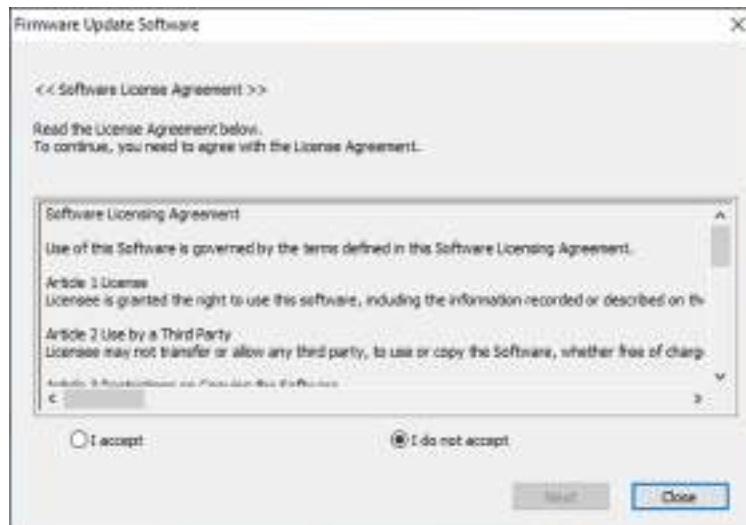 Firmware Update Software
<< Software License Agreement >>
Read the License Agreement below.
To continue, you need to agree with the License Agreement.
Software Licensing Agreement
Use of this Software is governed by the terms defined in this Software Licensing Agreement.
Article 1 License
Licensee is granted the right to use this software, including the information recorded or described on
Article 2 Use by a Third Party
Licensee may not transfer or allow any third party, to use or copy the Software, whether free of
I accept
I do not accept
Next
Close